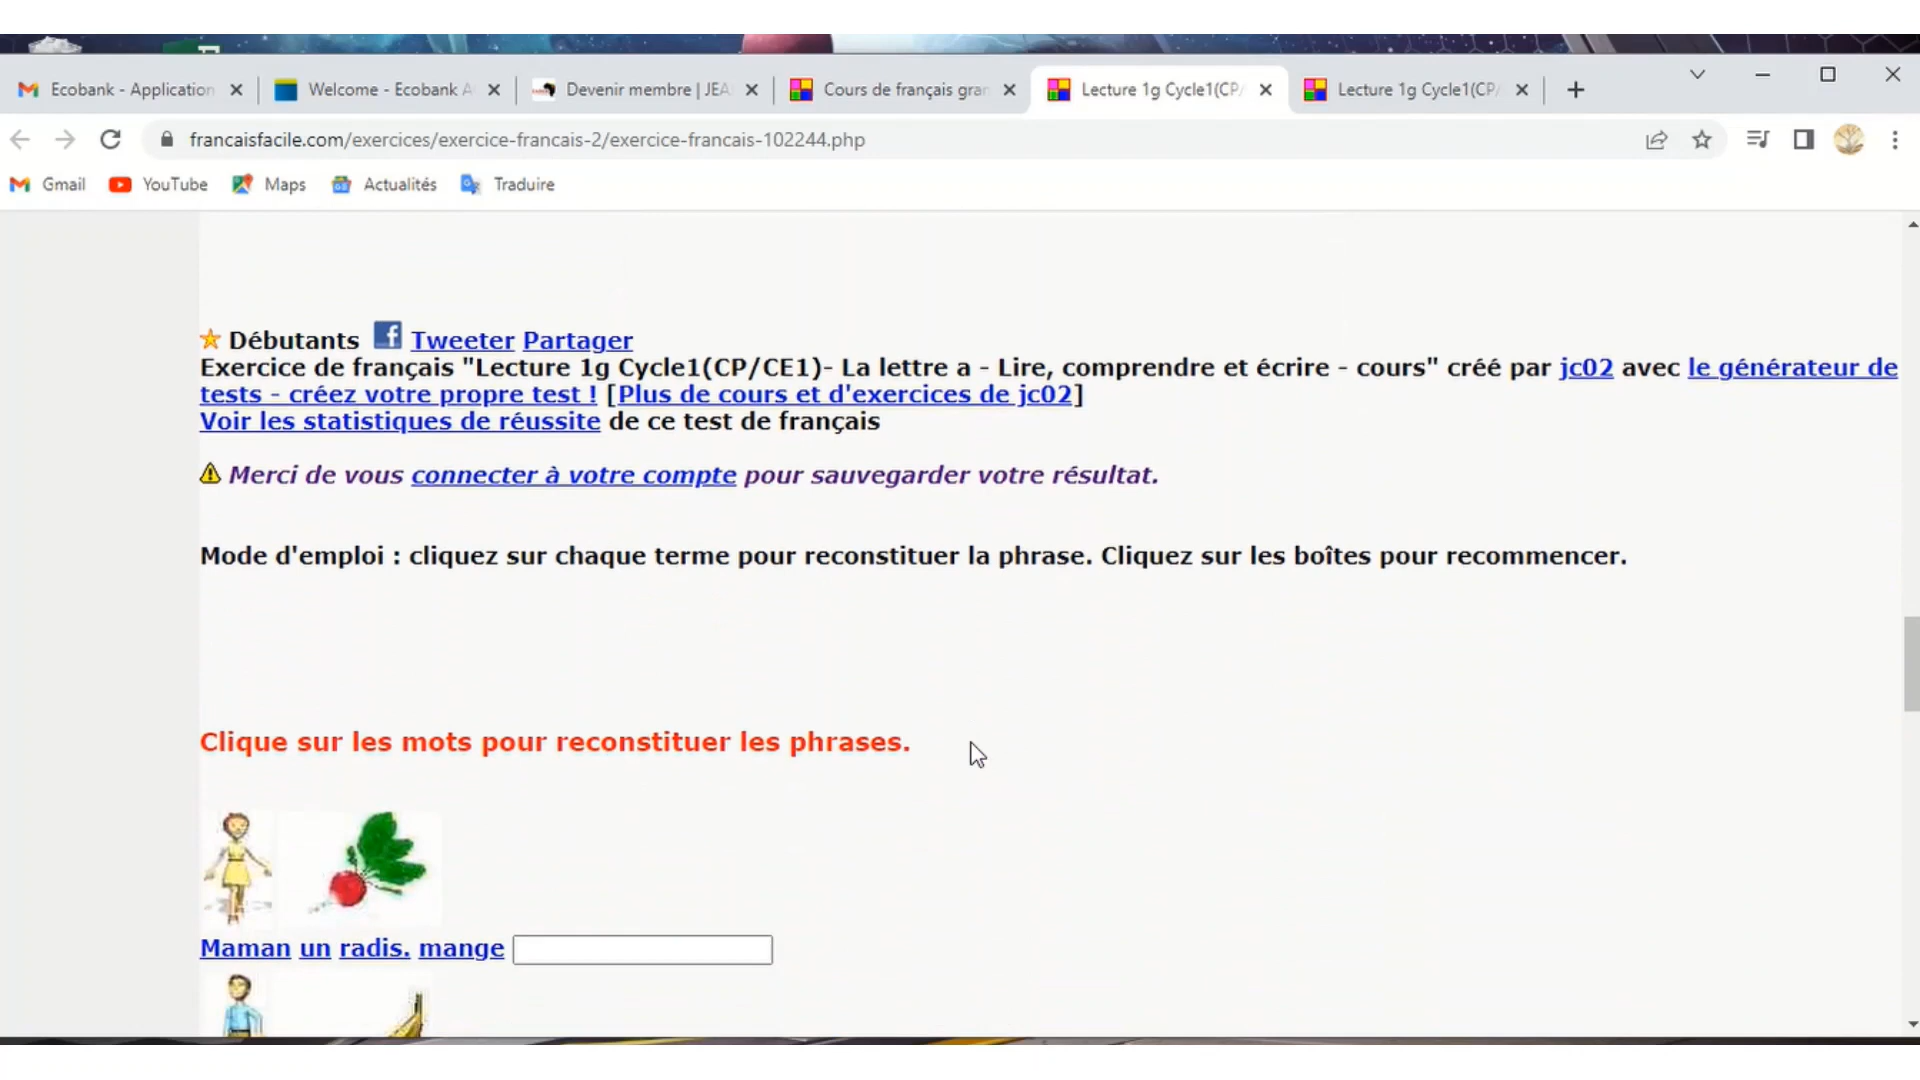 Ecobank - Application
Welcome - Ecobank A
Devenir membre | JEA
Cours de français gra
Lecture 1g Cycle1(CP/
Lecture 1g Cycle1(CP/
francaisfacile.com/exercices/exercice-francais-2/exercice-francais-102244.php
Gmail YouTube Maps Actualités Traduire
Débutants Tweeter Partager
Exercice de français "Lecture 1g Cycle1(CP/CE1)- La lettre a - Lire, comprendre et écrire - cours" créé par jc02 avec le générateur de
tests - créez votre propre test ! [Plus de cours et d'exercices de jc02]
Voir les statistiques de réussite de ce test de français
Merci de vous connecter à votre compte pour sauvegarder votre résultat.
Mode d'emploi : cliquez sur chaque terme pour reconstituer la phrase. Cliquez sur les boîtes pour recommencer.
Clique sur les mots pour reconstituer les phrases.
Maman un radis. mange